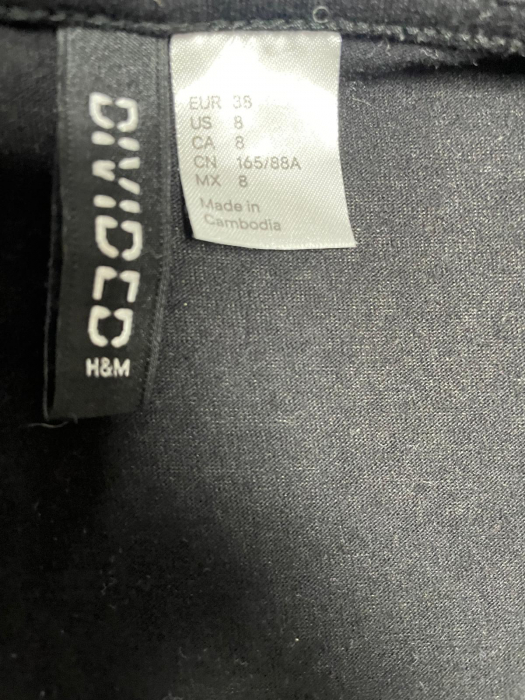 DIVIDED
H&M
EUR 38
US 8
CA 8
CN 165/88A
MX 8
Made in
Cambodia